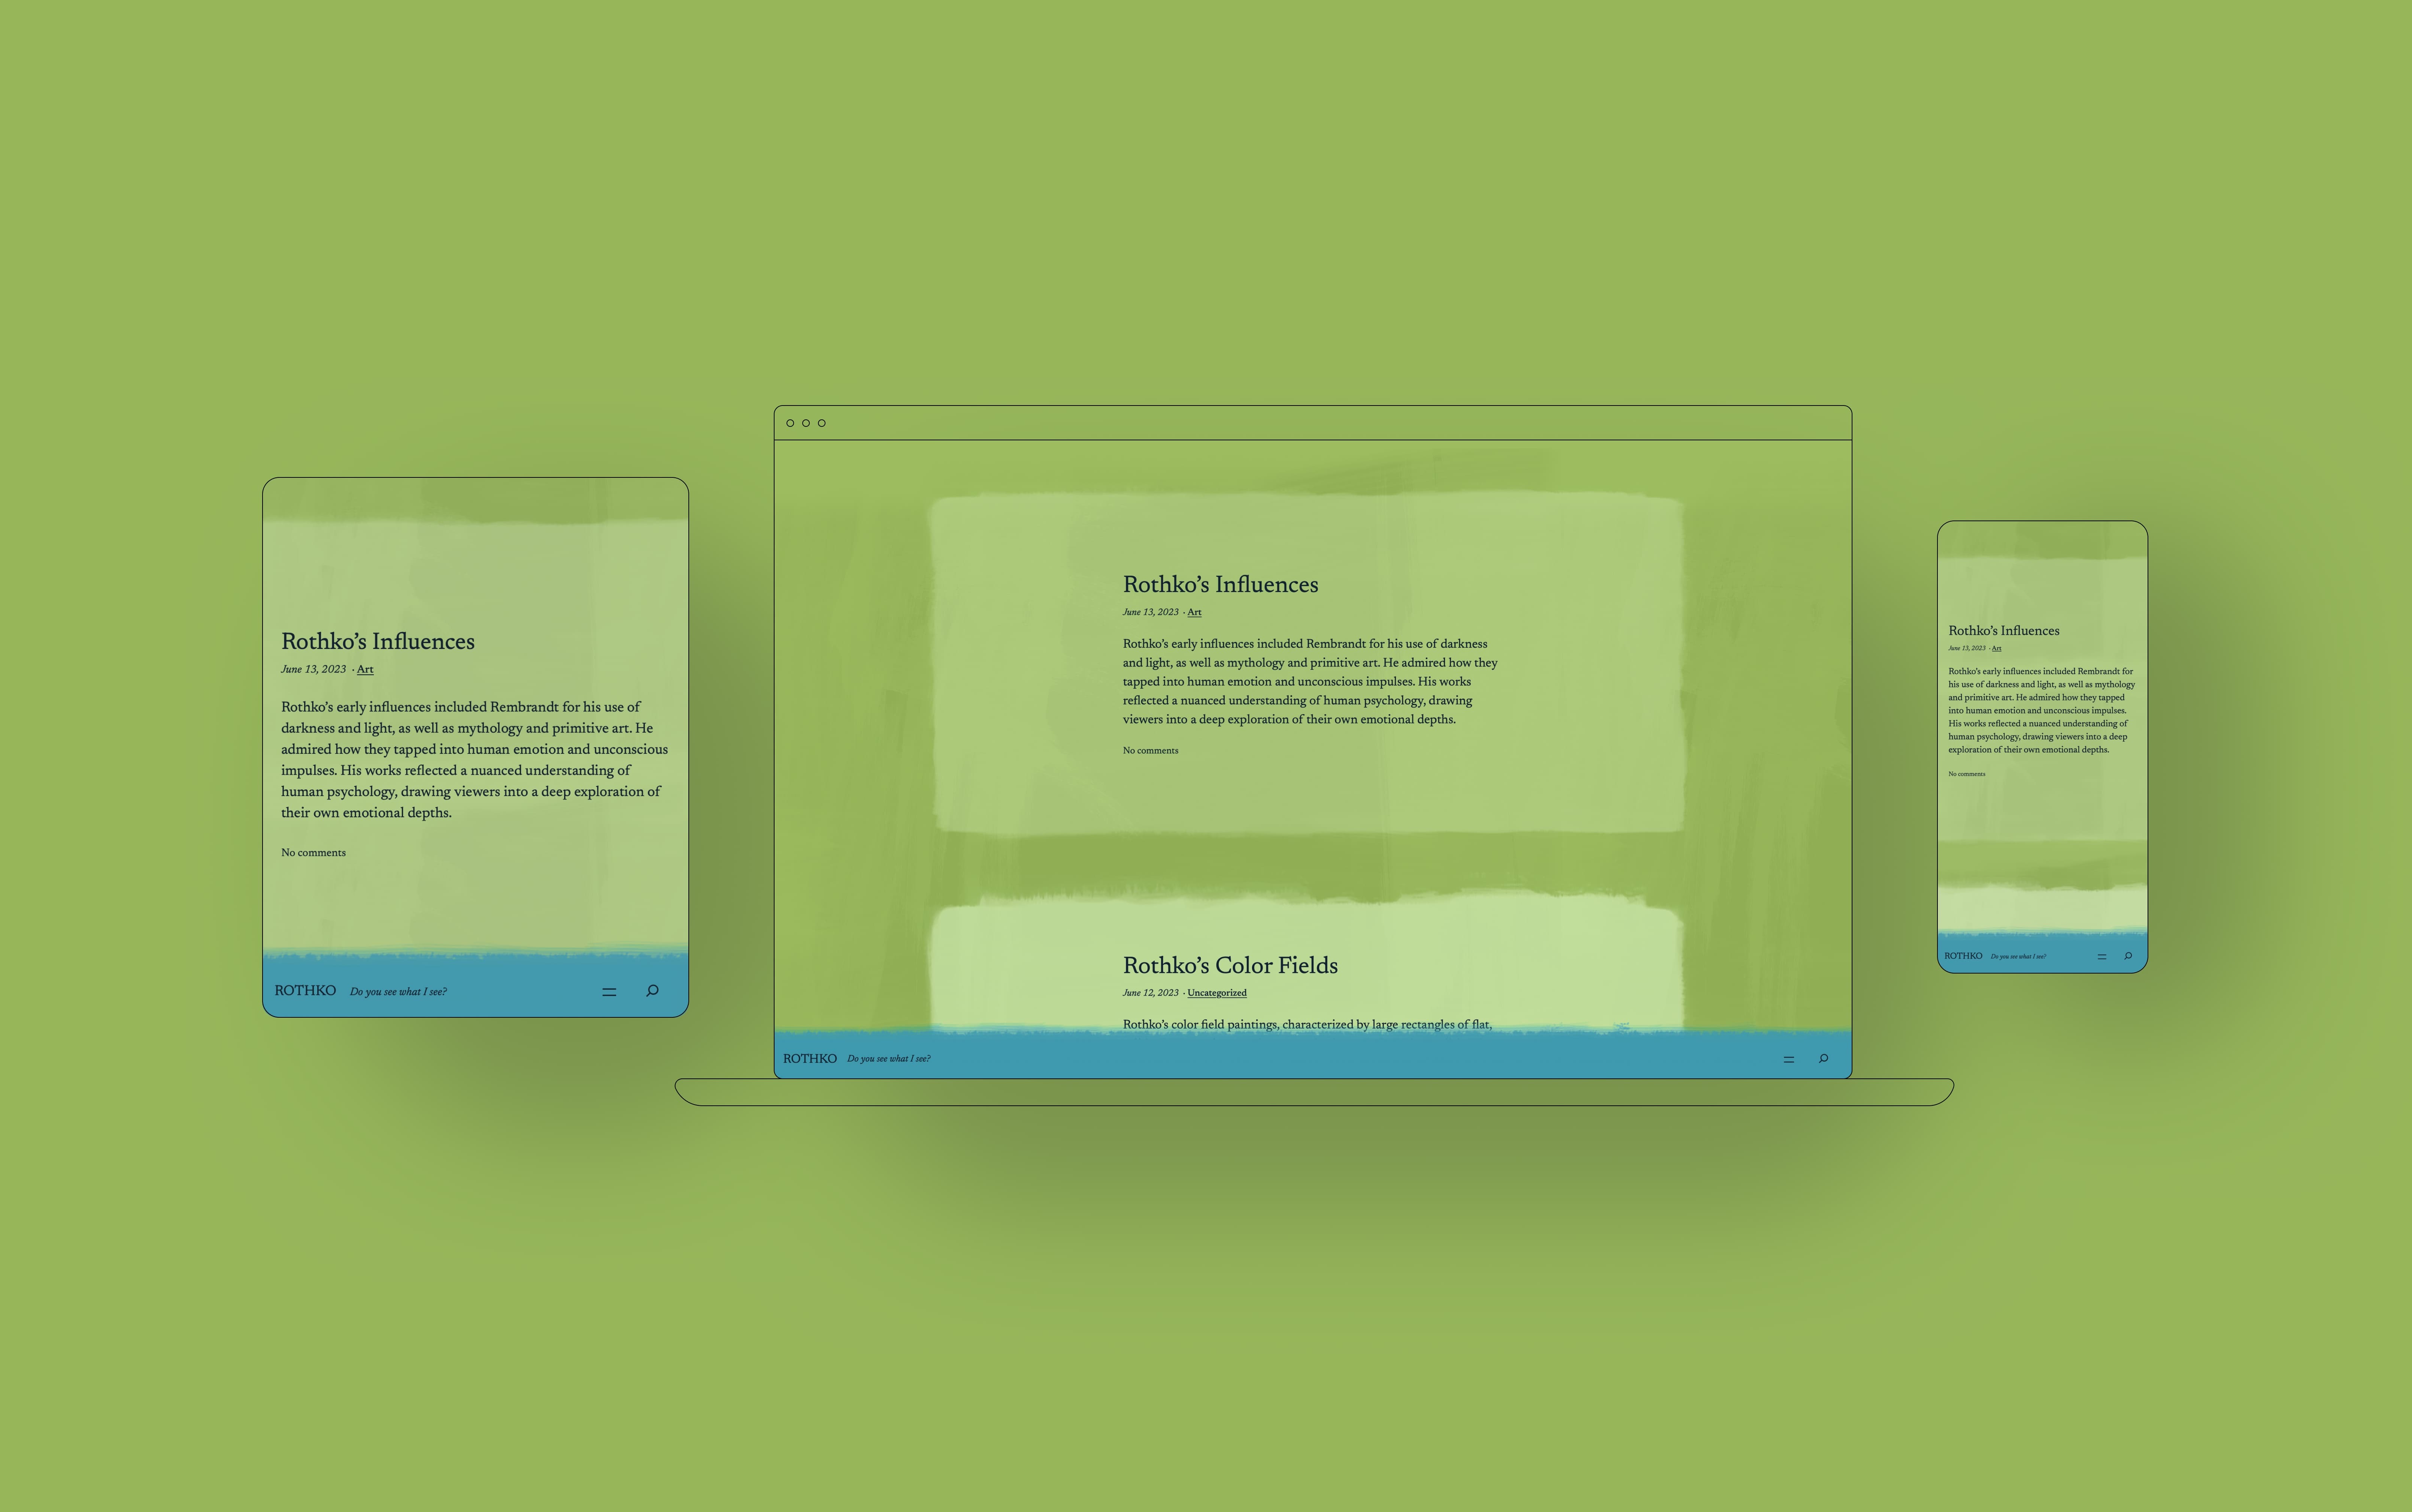 Rothko’s Influences
June 13, 2023 · Art
Rothko’s early influences included Rembrandt for his use of
darkness and light, as well as mythology and primitive art. He
admired how they tapped into human emotion and unconscious
impulses. His works reflected a nuanced understanding of
human psychology, drawing viewers into a deep exploration of
their own emotional depths.
No comments
ROTHKO Do you see what I see?
Rothko’s Influences
June 13, 2023 · Art
Rothko’s early influences included Rembrandt for his use of darkness
and light, as well as mythology and primitive art. He admired how they
tapped into human emotion and unconscious impulses. His works
reflected a nuanced understanding of human psychology, drawing
viewers into a deep exploration of their own emotional depths.
No comments
Rothko’s Color Fields
June 12, 2023 · Uncategorized
Rothko’s color field paintings, characterized by large rectangles of flat,
ROTHKO Do you see what I see?
Rothko’s Influences
June 13, 2023 · Art
Rothko’s early influences included Rembrandt for
his use of darkness and light, as well as mythology
and primitive art. He admired how they tapped
into human emotion and unconscious impulses.
His works reflected a nuanced understanding of
human psychology, drawing viewers into a deep
exploration of their own emotional depths.
No comments
ROTHKO Do you see what I see?